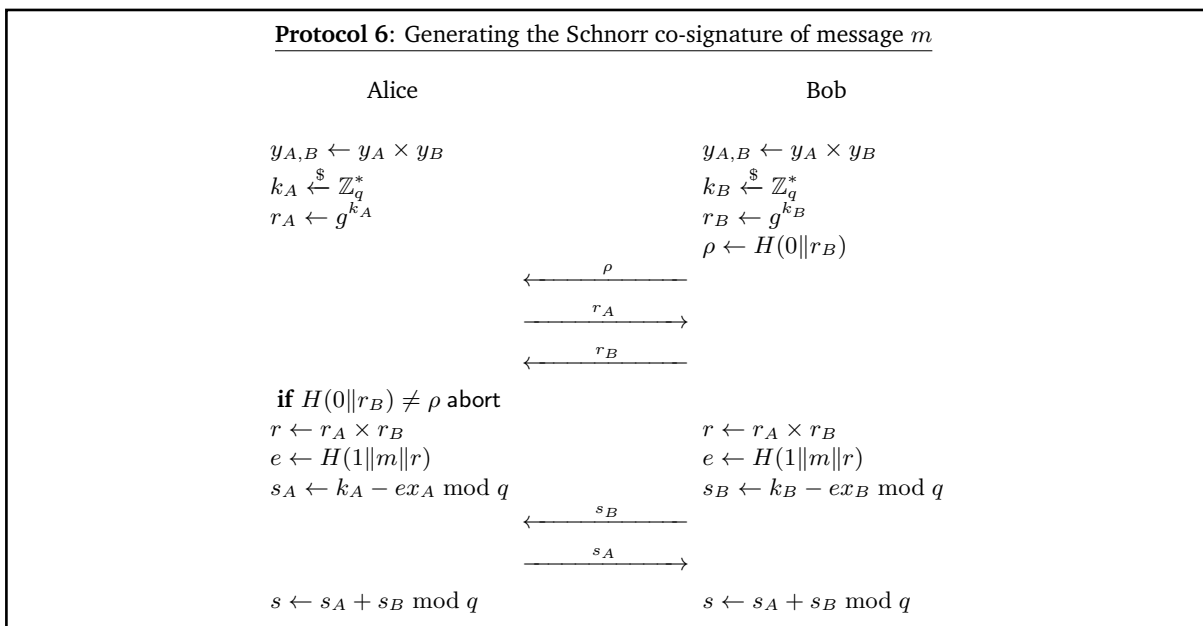 Protocol 6: Generating the Schnorr co-signature of message m
Alice Bob
y_{A,B} ← y_A × y_B y_{A,B} ← y_A × y_B
k_A ←$ ℤ_q^* k_B ←$ ℤ_q^*
r_A ← g^{k_A} r_B ← g^{k_B}
ρ ← H(0‖r_B)
ρ
r_A
r_B
if H(0‖r_B) ≠ ρ abort
r ← r_A × r_B r ← r_A × r_B
e ← H(1‖m‖r) e ← H(1‖m‖r)
s_A ← k_A − ex_A mod q s_B ← k_B − ex_B mod q
s_B
s_A
s ← s_A + s_B mod q s ← s_A + s_B mod q